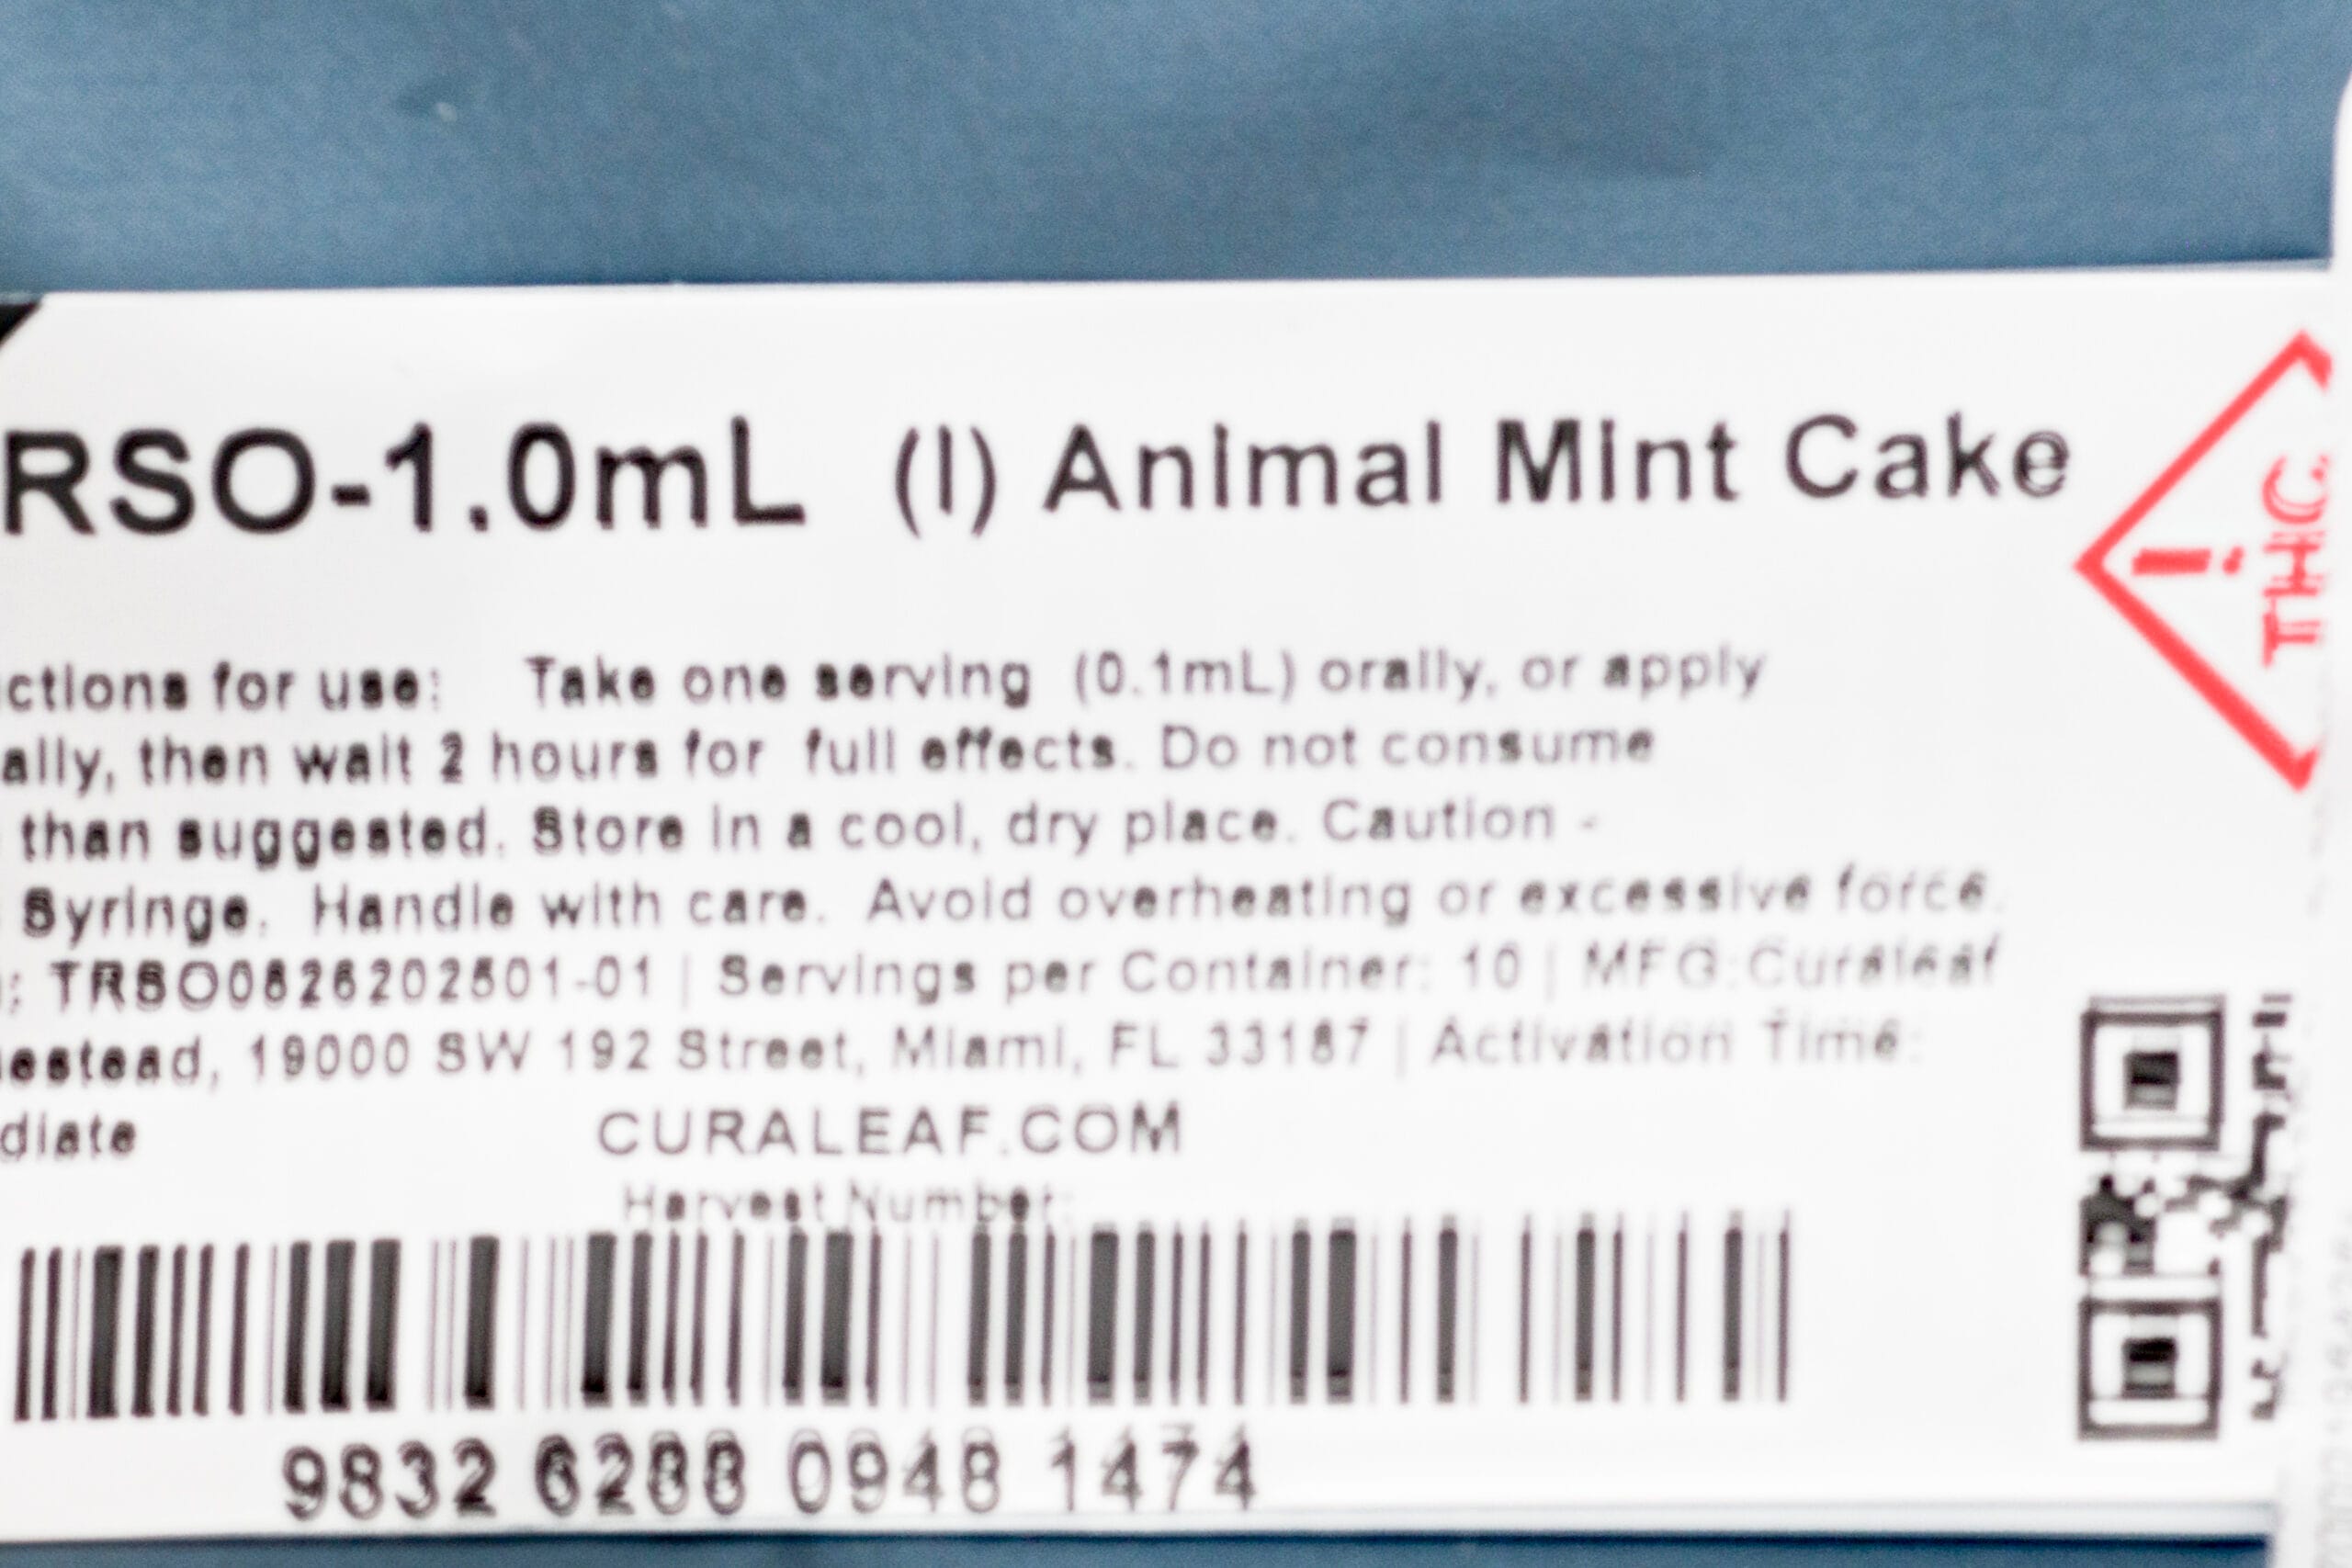 RSO-1.0mL (I) Animal Mint Cake
THC
ctions for use: Take one serving (0.1mL) orally, or apply
ally, then wait 2 hours for full effects. Do not consume
than suggested. Store in a cool, dry place. Caution -
Syringe. Handle with care. Avoid overheating or excessive force.
: TRSO0826202501-01 | Servings per Container: 10 | MFG:Curaleaf
estead, 19000 SW 192 Street, Miami, FL 33187 | Activation Time:
diate
CURALEAF.COM
Harvest Number:
9832 6288 0948 1474